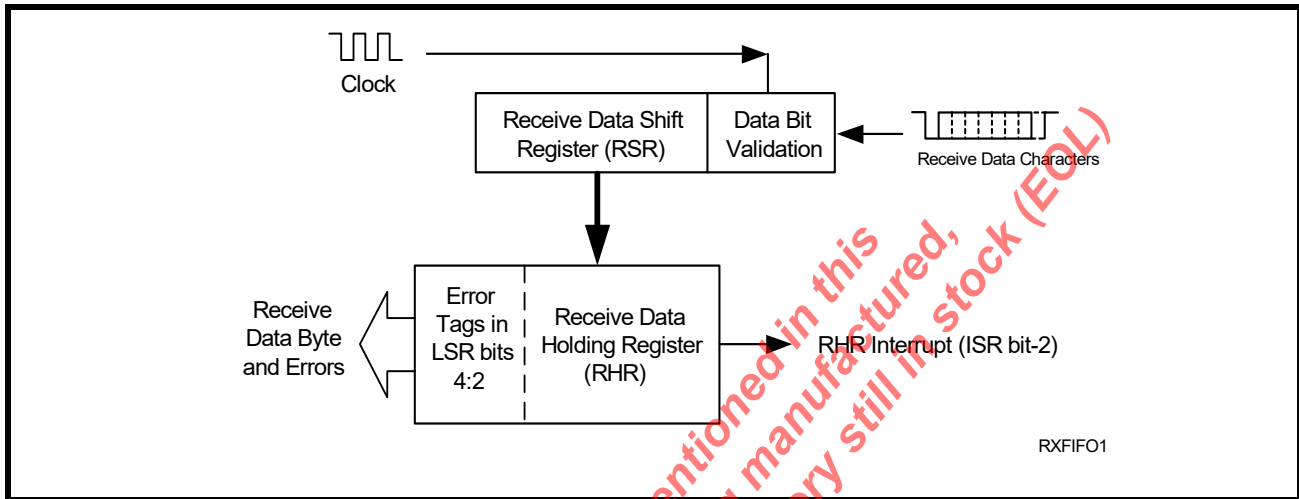 Clock
Receive Data Shift
Register (RSR)
Data Bit
Validation
Receive Data Characters
Receive
Data Byte
and Errors
Error
Tags in
LSR bits
4:2
Receive Data
Holding Register
(RHR)
RHR Interrupt (ISR bit-2)
RXFIFO1
mentioned in this
manufactured,
still in stock (EOL)